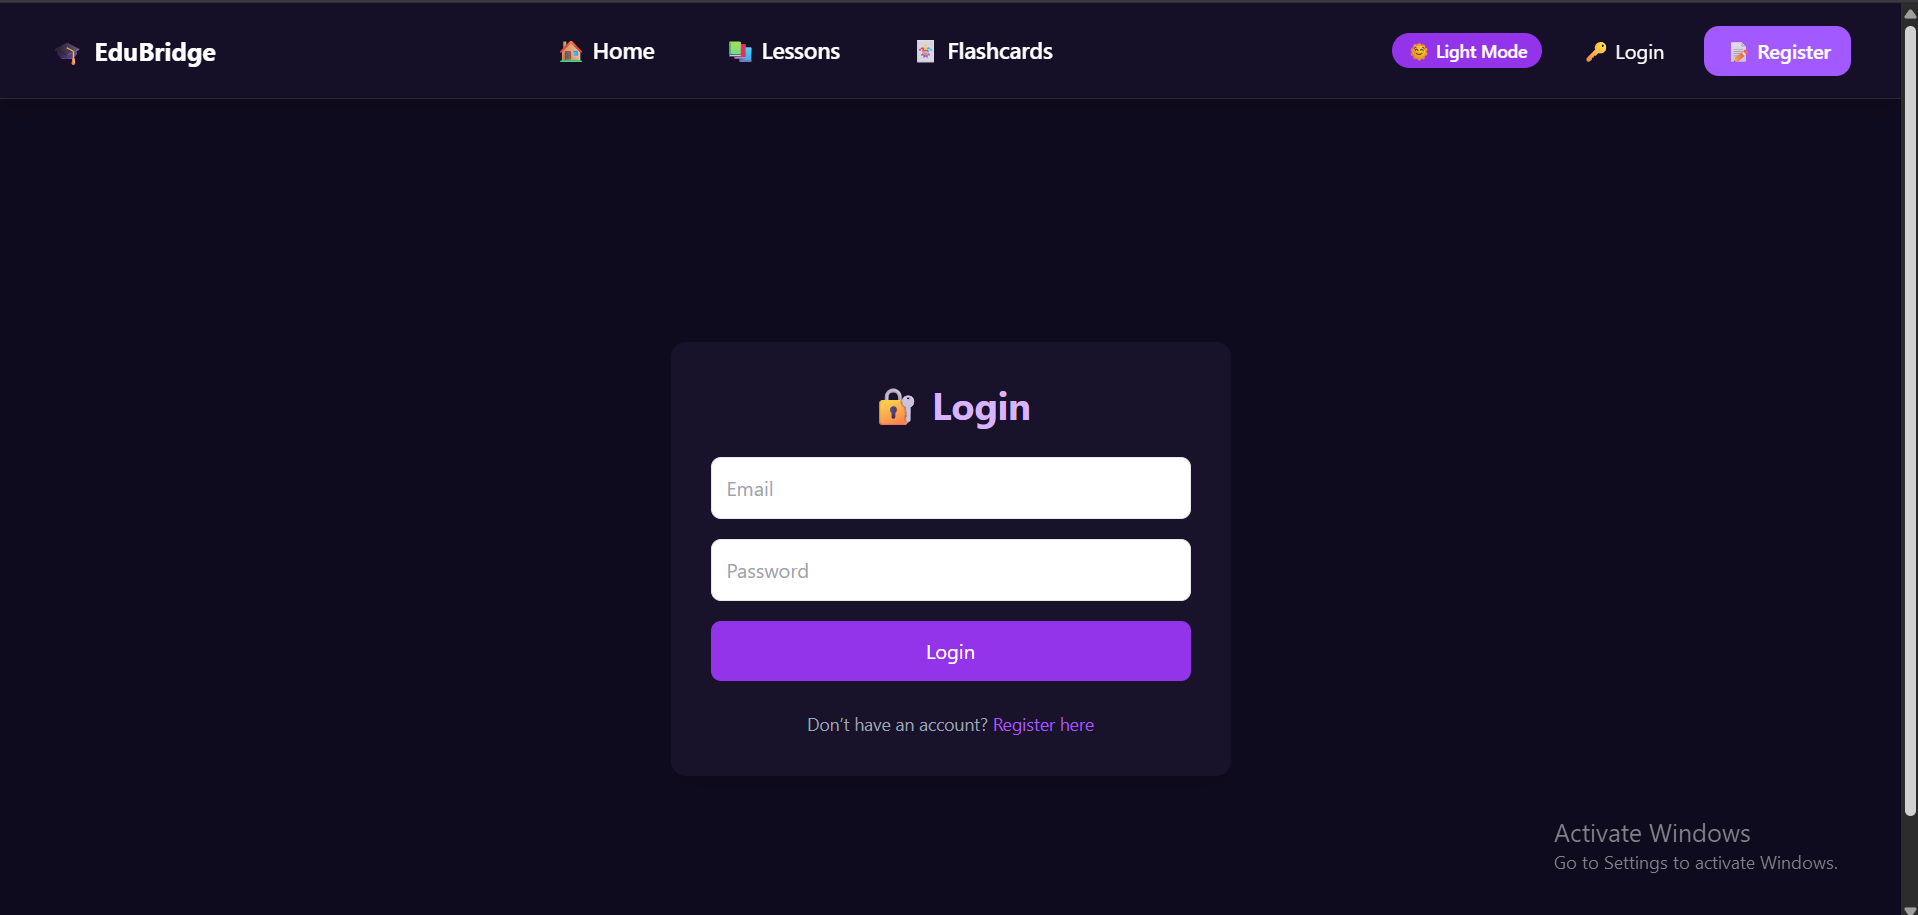 EduBridge
Home
Lessons
Flashcards
Light Mode
Login
Register
Login
Email
Password
Login
Don’t have an account? Register here
Activate Windows
Go to Settings to activate Windows.